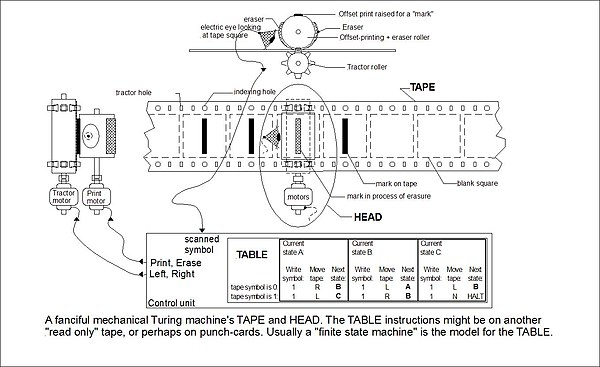 Offset print raised for a "mark"
eraser
Eraser
electric eye looking
at tape square
Offset-printing + eraser roller
Tractor roller
TAPE
tractor hole
indexing hole
mark on tape
blank square
Tractor
motor
Print
motor
motors
mark in process of erasure
HEAD
scanned
symbol
Print, Erase
Left, Right
Control unit
TABLE
Current
state A:
Current
state B:
Current
state C:
Write
symbol:
Move
tape:
Next
state:
Write
symbol:
Move
tape:
Next
state:
Write
symbol:
Move
tape:
Next
state:
tape symbol is 0: 1 R B 1 L A 1 L B
tape symbol is 1: 1 L C 1 R B 1 N HALT
A fanciful mechanical Turing machine's TAPE and HEAD. The TABLE instructions might be on another
"read only" tape, or perhaps on punch-cards. Usually a "finite state machine" is the model for the TABLE.